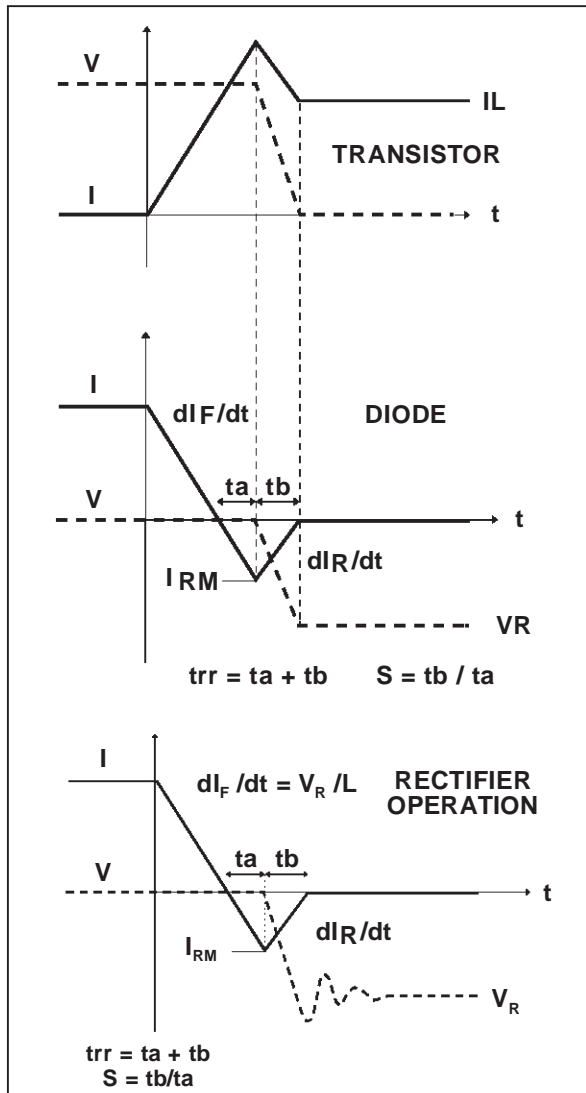 V
IL
TRANSISTOR
I
t
I
dIF/dt
DIODE
ta tb
V
t
IRM
dIR/dt
VR
trr = ta + tb S = tb / ta
I
dIF/dt = VR/L
RECTIFIER
OPERATION
ta tb
V
t
IRM
dIR/dt
VR
trr = ta + tb
S = tb/ta